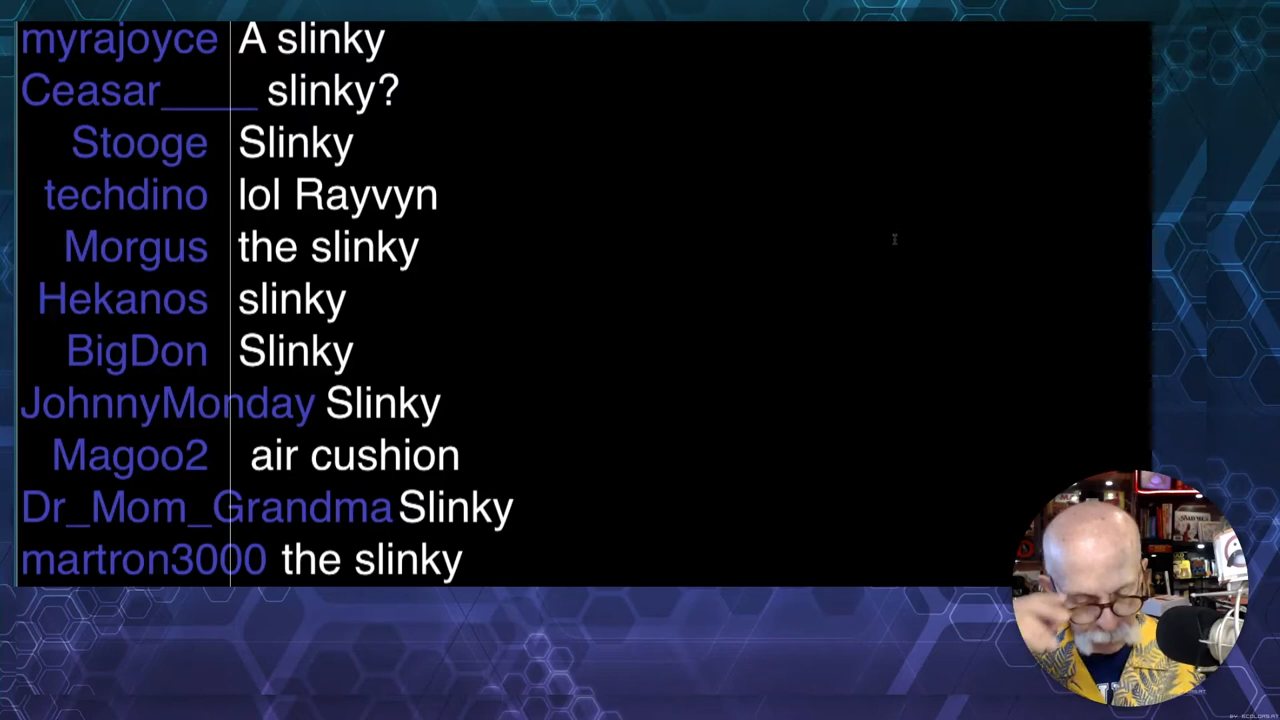 myrajoyce A slinky
Ceasar_____ slinky?
Stooge Slinky
techdino lol Rayvyn
Morgus the slinky
Hekanos slinky
BigDon Slinky
JohnnyMonday Slinky
Magoo2 air cushion
Dr_Mom_Grandma Slinky
martron3000 the slinky